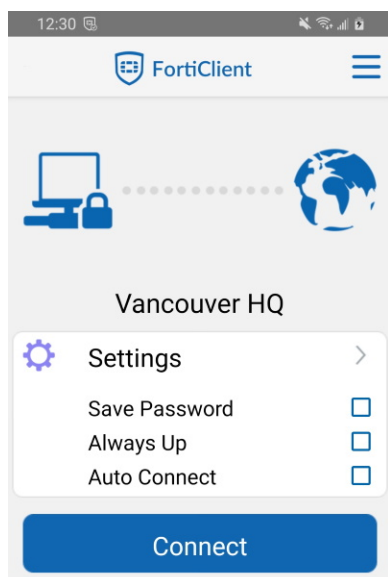 12:30
FortiClient
Vancouver HQ
Settings
Save Password
Always Up
Auto Connect
Connect